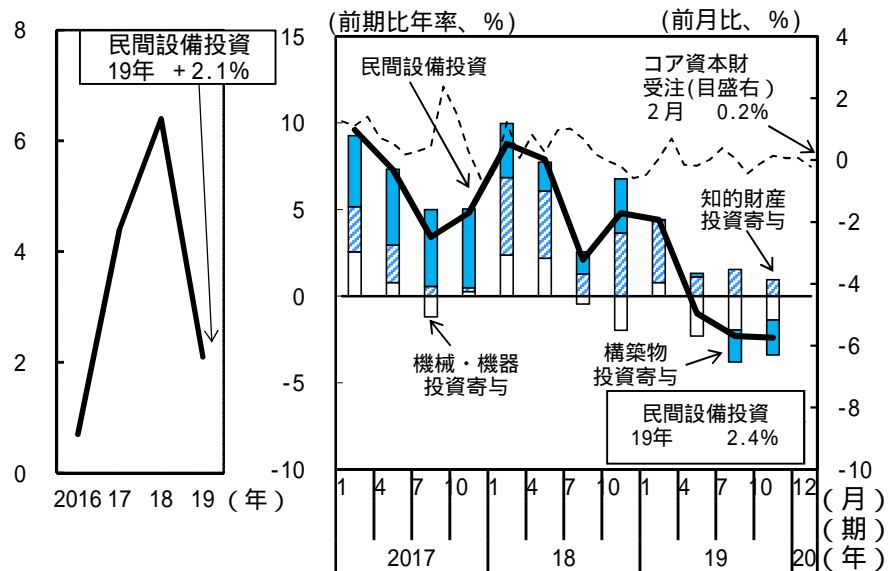 8
6
4
2
0
民間設備投資
19年 +2.1%
2016 17 18 19 (年)
(前期比年率、%)
(前月比、%)
15
10
5
0
-5
-10
民間設備投資
コア資本財
受注(目盛右)
2月 0.2%
知的財産
投資寄与
機械・機器
投資寄与
構築物
投資寄与
民間設備投資
19年 2.4%
4
2
0
-2
-4
-6
-8
-10
1 4 7 10 1 4 7 10 1 4 7 10 12 (月)
(期)
2017 18 19 20 (年)